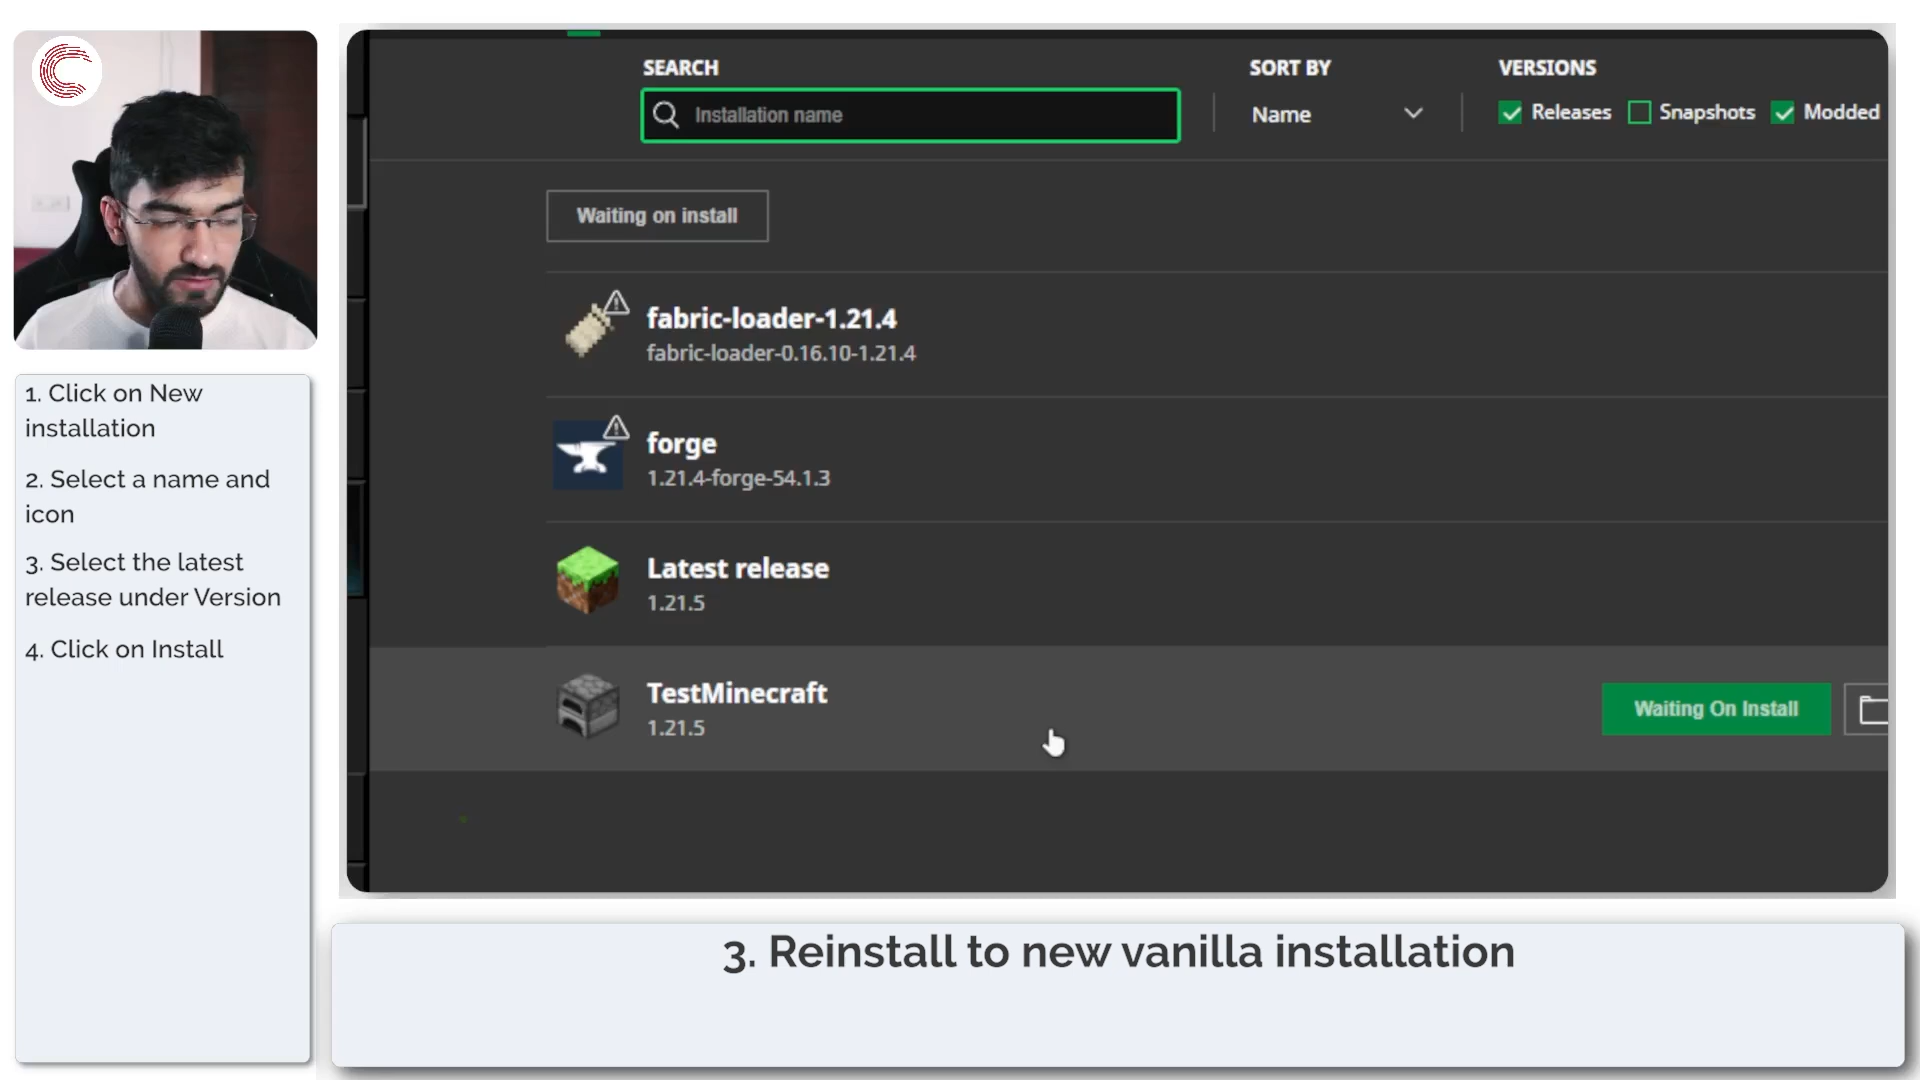 1. Click on New
installation
2. Select a name and
icon
3. Select the latest
release under Version
4. Click on Install
SEARCH
Installation name
SORT BY
Name
VERSIONS
Releases
Snapshots
Modded
Waiting on install
fabric-loader-1.21.4
fabric-loader-0.16.10-1.21.4
forge
1.21.4-forge-54.1.3
Latest release
1.21.5
TestMinecraft
1.21.5
Waiting On Install
3. Reinstall to new vanilla installation